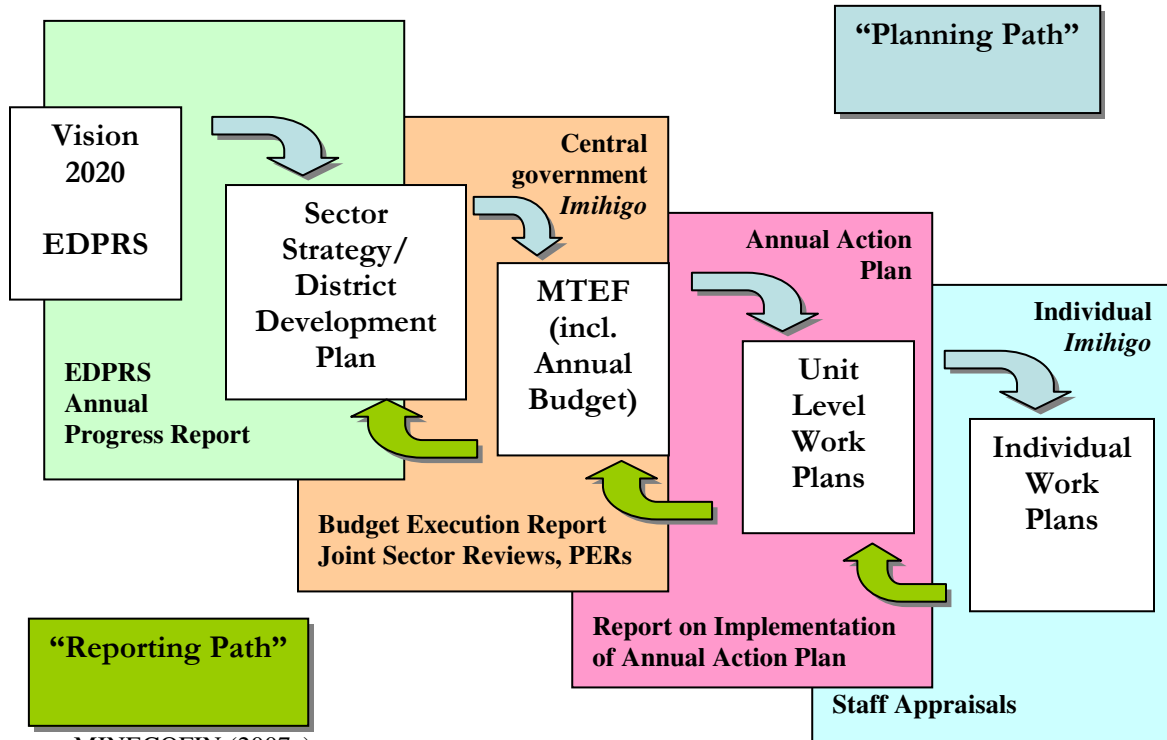 “Planning Path”
Vision
2020
EDPRS
Central
government
Imihigo
Sector
Strategy/
District
Development
Plan
Annual Action
Plan
MTEF
(incl.
Annual
Budget)
Individual
Imihigo
EDPRS
Annual
Progress Report
Unit
Level
Work
Plans
Individual
Work
Plans
Budget Execution Report
Joint Sector Reviews, PERs
“Reporting Path”
Report on Implementation
of Annual Action Plan
Staff Appraisals
MINECOFIN